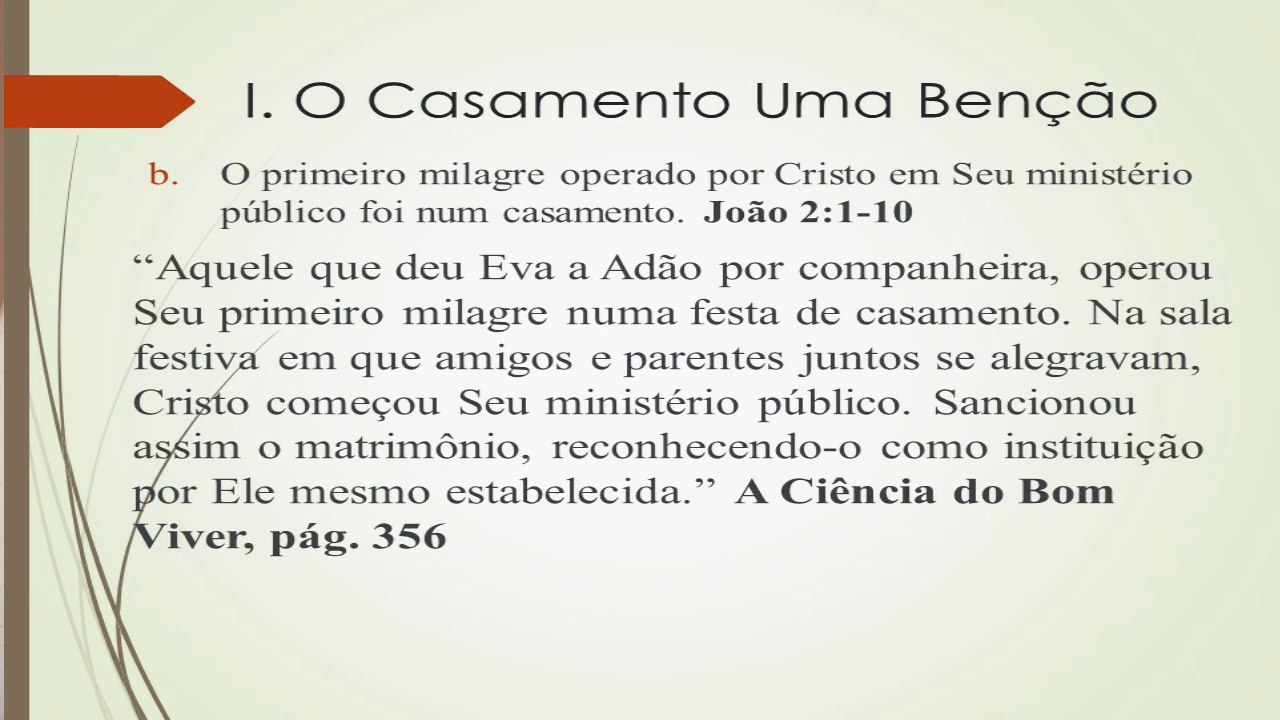 I. O Casamento Uma Benção
b. O primeiro milagre operado por Cristo em Seu ministério
público foi num casamento. João 2:1-10
“Aquele que deu Eva a Adão por companheira, operou
Seu primeiro milagre numa festa de casamento. Na sala
festiva em que amigos e parentes juntos se alegravam,
Cristo começou Seu ministério público. Sancionou
assim o matrimônio, reconhecendo-o como instituição
por Ele mesmo estabelecida.” A Ciência do Bom
Viver, pág. 356